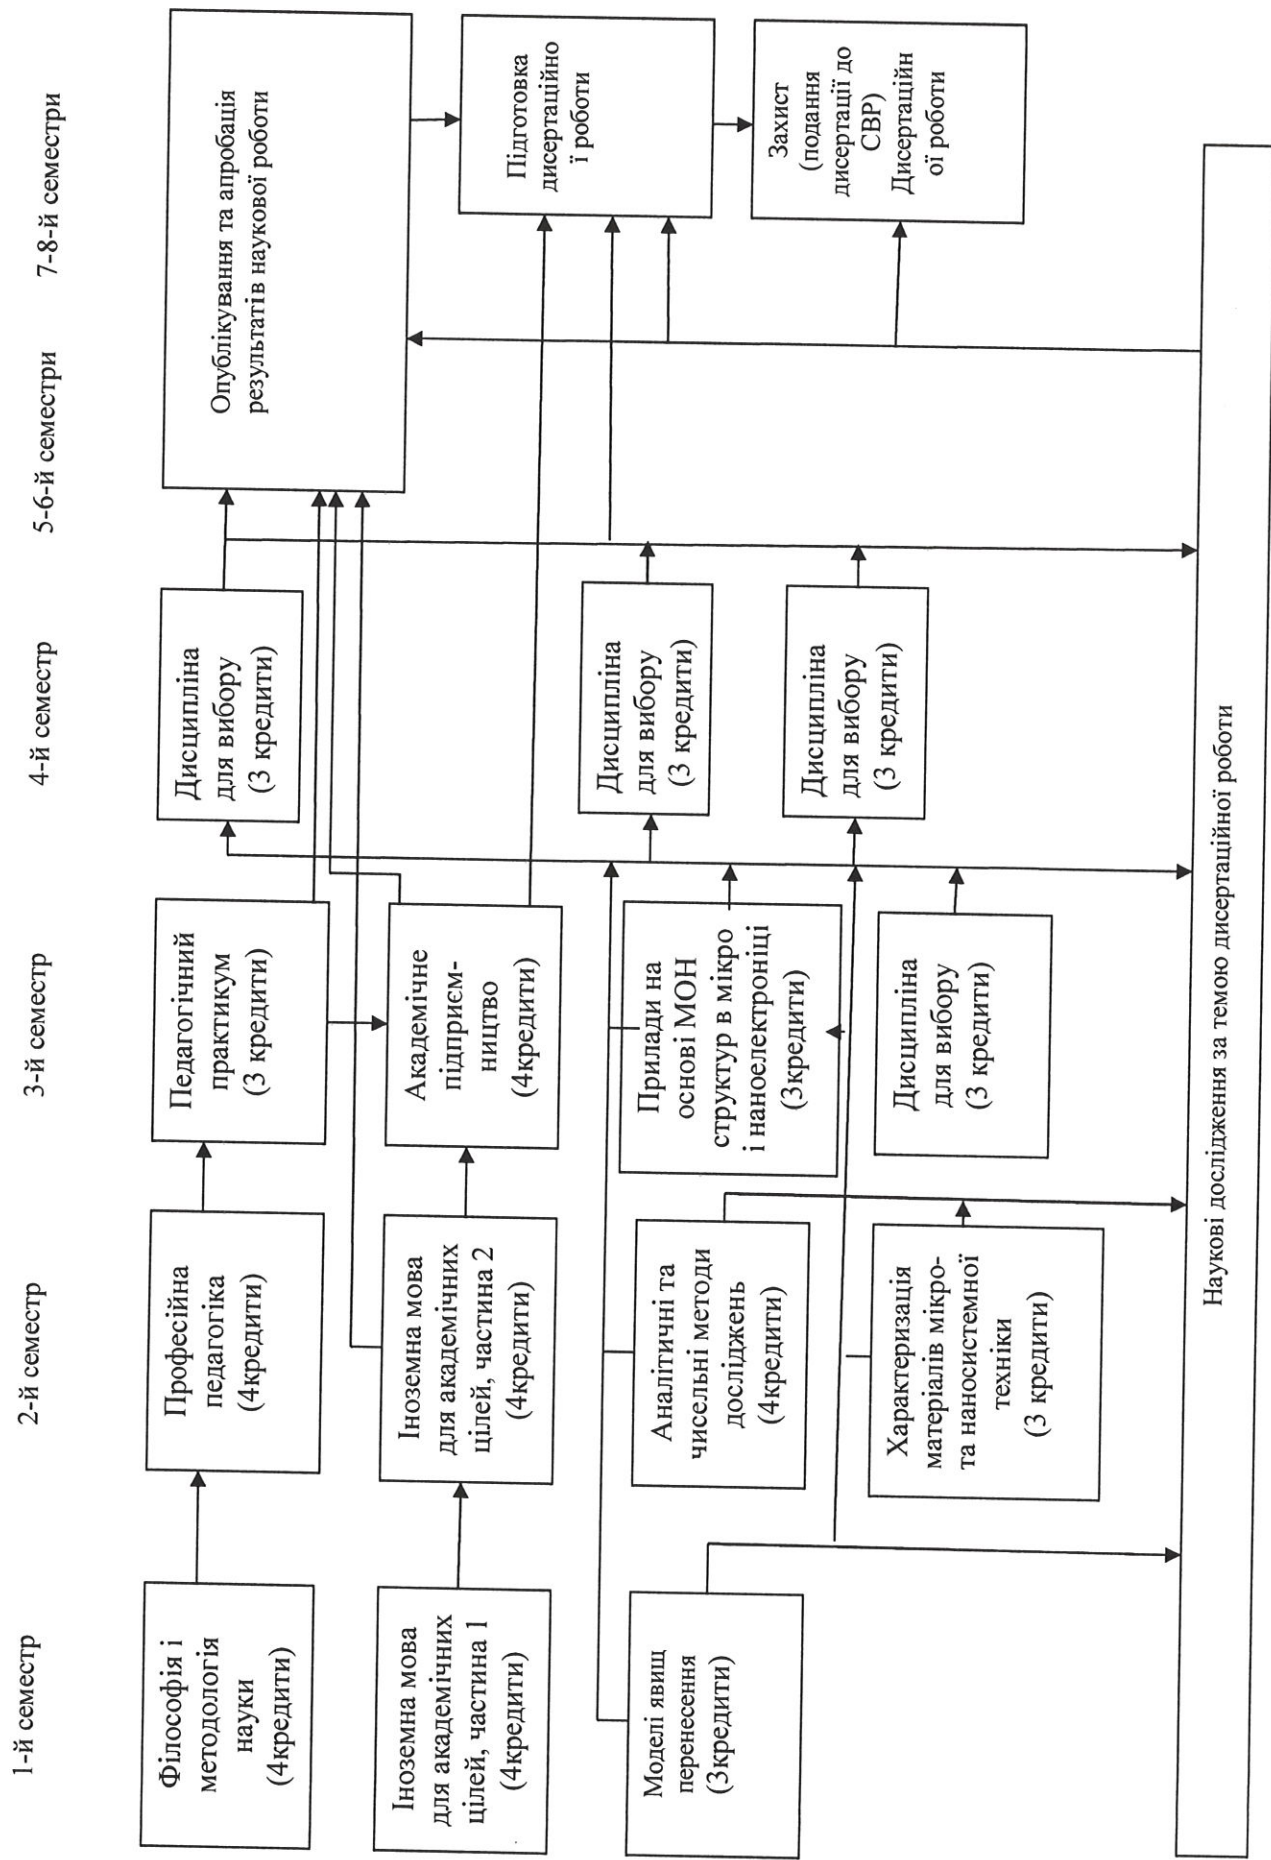 1-й семестр
2-й семестр
3-й семестр
4-й семестр
5-6-й семестри
7-8-й семестри
Філософія і
методологія
науки
(4кредити)
Професійна
педагогіка
(4кредити)
Педагогічний
практикум
(3 кредити)
Дисципліна
для вибору
(3 кредити)
Опублікування та апробація
результатів наукової роботи
Іноземна мова
для академічних
цілей, частина 1
(4кредити)
Іноземна мова
для академічних
цілей, частина 2
(4кредити)
Академічне
підприєм-
ництво
(4кредити)
Підготовка
дисертаційно
ї роботи
Моделі явищ
перенесення
(3кредити)
Аналітичні та
чисельні методи
досліджень
(4кредити)
Прилади на
основі МОН
структур в мікро
і наноелектроніці
(3кредити)
Дисципліна
для вибору
(3 кредити)
Дисципліна
для вибору
(3 кредити)
Захист
(подання
дисертації до
СВР)
Дисертаційн
ої роботи
Характеризація
матеріалів мікро-
та наносистемної
техніки
(3 кредити)
Дисципліна
для вибору
(3 кредити)
Наукові дослідження за темою дисертаційної роботи